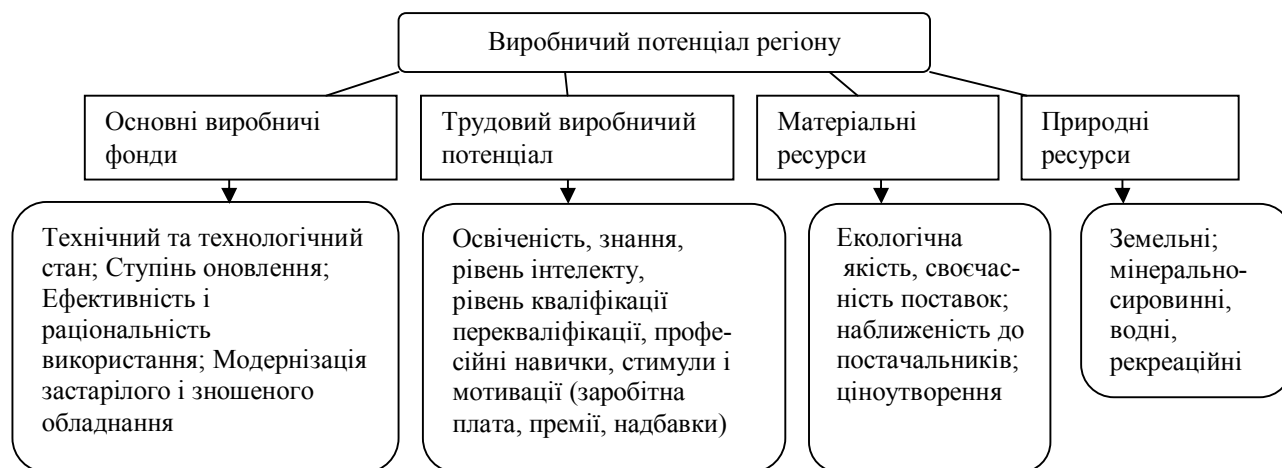 Виробничий потенціал регіону
Основні виробничі
фонди
Трудовий виробничий
потенціал
Матеріальні
ресурси
Природні
ресурси
Технічний та технологічний
стан; Ступінь оновлення;
Ефективність і
раціональність
використання; Модернізація
застарілого і зношеного
обладнання
Освіченість, знання,
рівень інтелекту,
рівень кваліфікації
перекваліфікації, профе-
сійні навички, стимули і
мотивації (заробітна
плата, премії, надбавки)
Екологічна
якість, своєчас-
ність поставок;
наближеність до
постачальників;
ціноутворення
Земельні;
мінерально-
сировинні,
водні,
рекреаційні